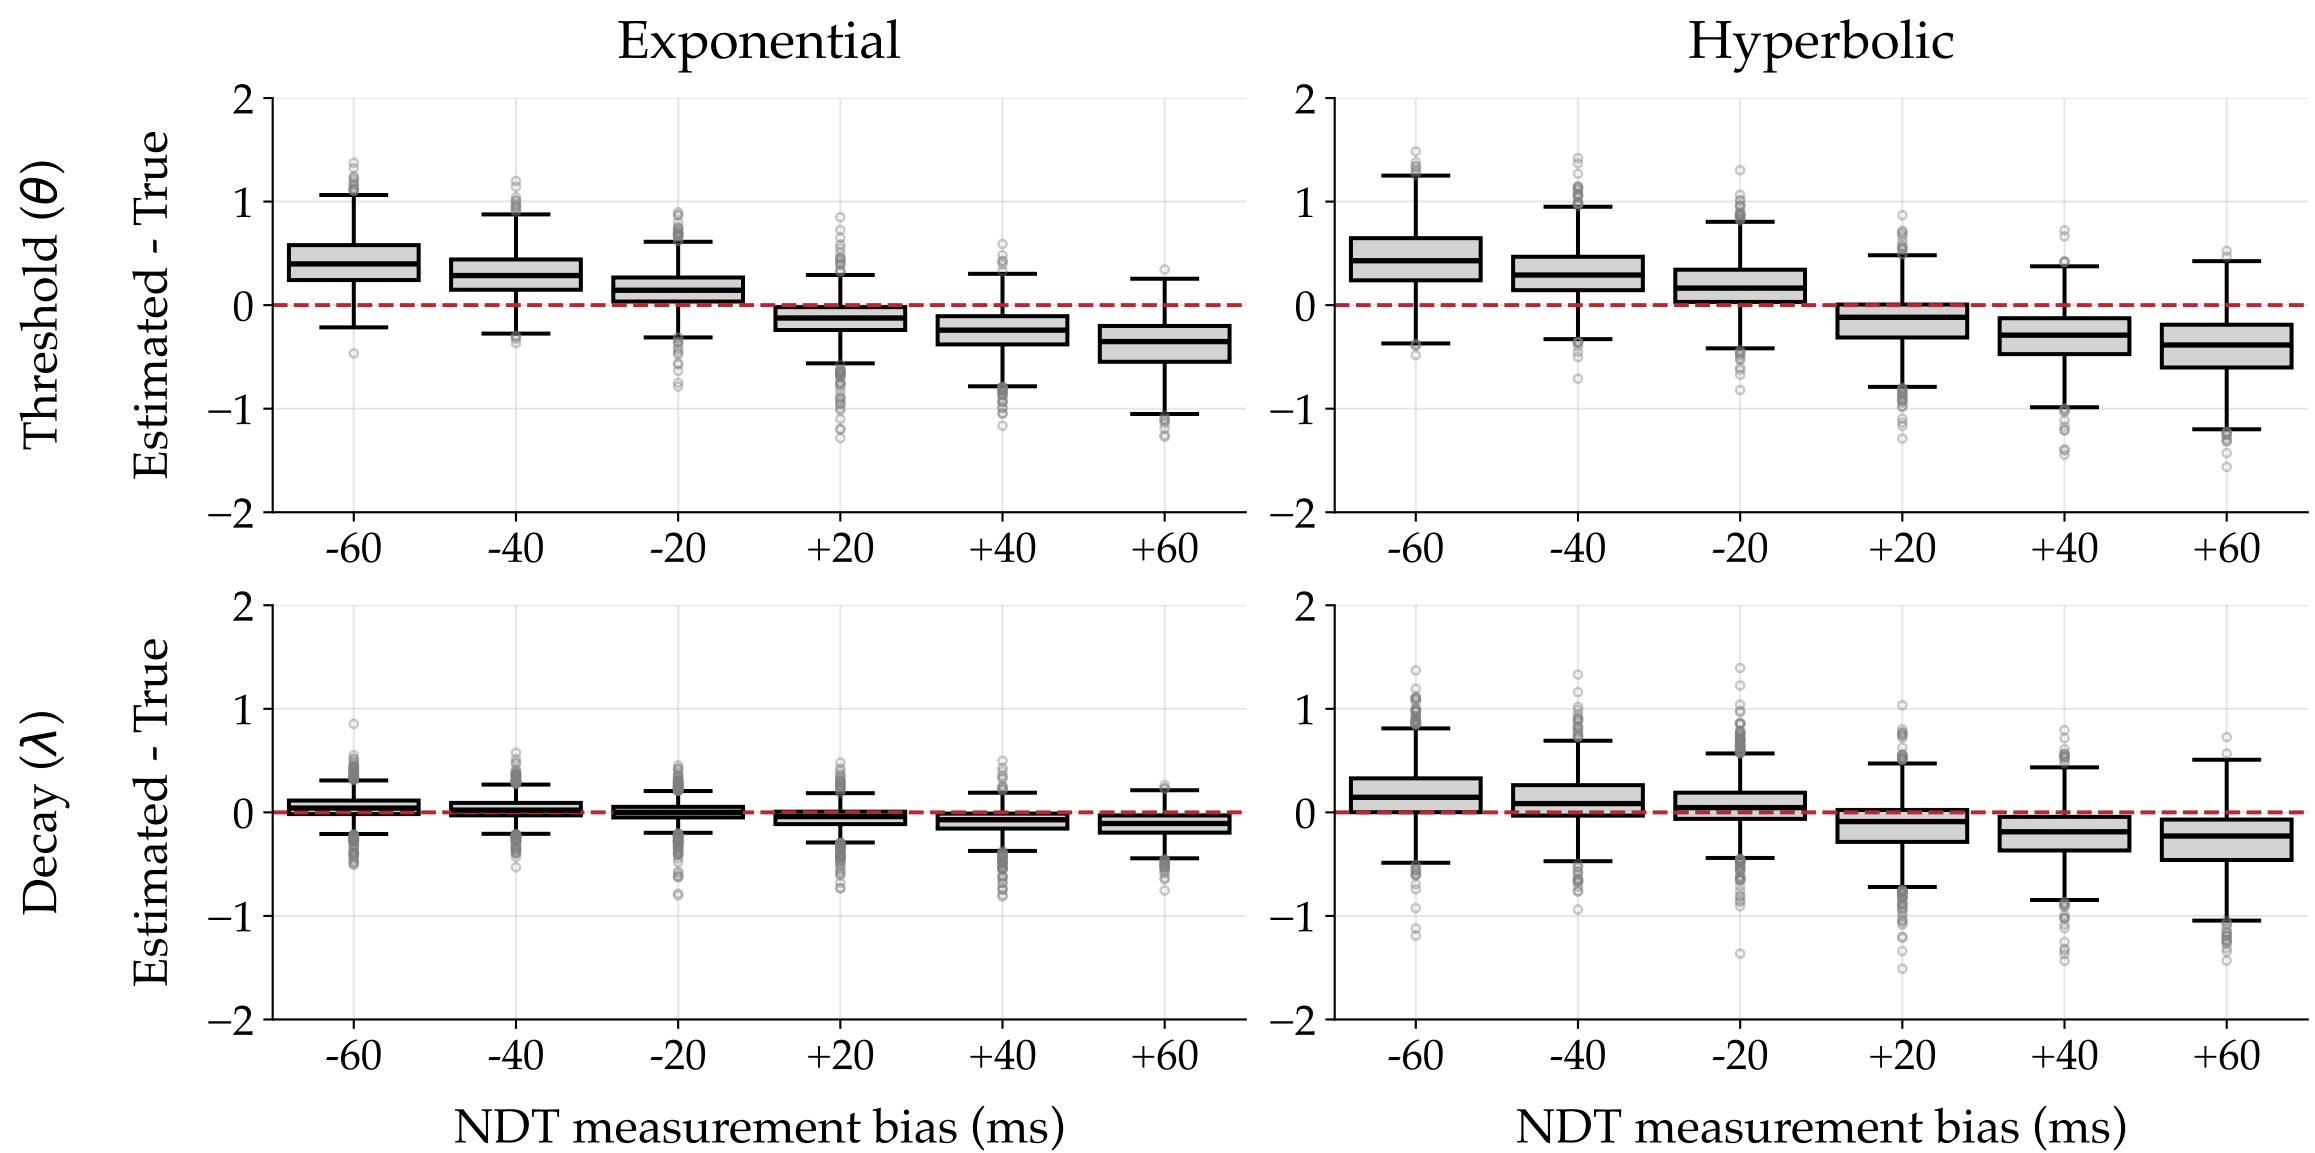 Exponential
Hyperbolic
Threshold (θ)
Estimated - True
2
1
0
−1
−2
-60 -40 -20 +20 +40 +60
2
1
0
−1
−2
-60 -40 -20 +20 +40 +60
Decay (λ)
Estimated - True
2
1
0
−1
−2
-60 -40 -20 +20 +40 +60
NDT measurement bias (ms)
2
1
0
−1
−2
-60 -40 -20 +20 +40 +60
NDT measurement bias (ms)